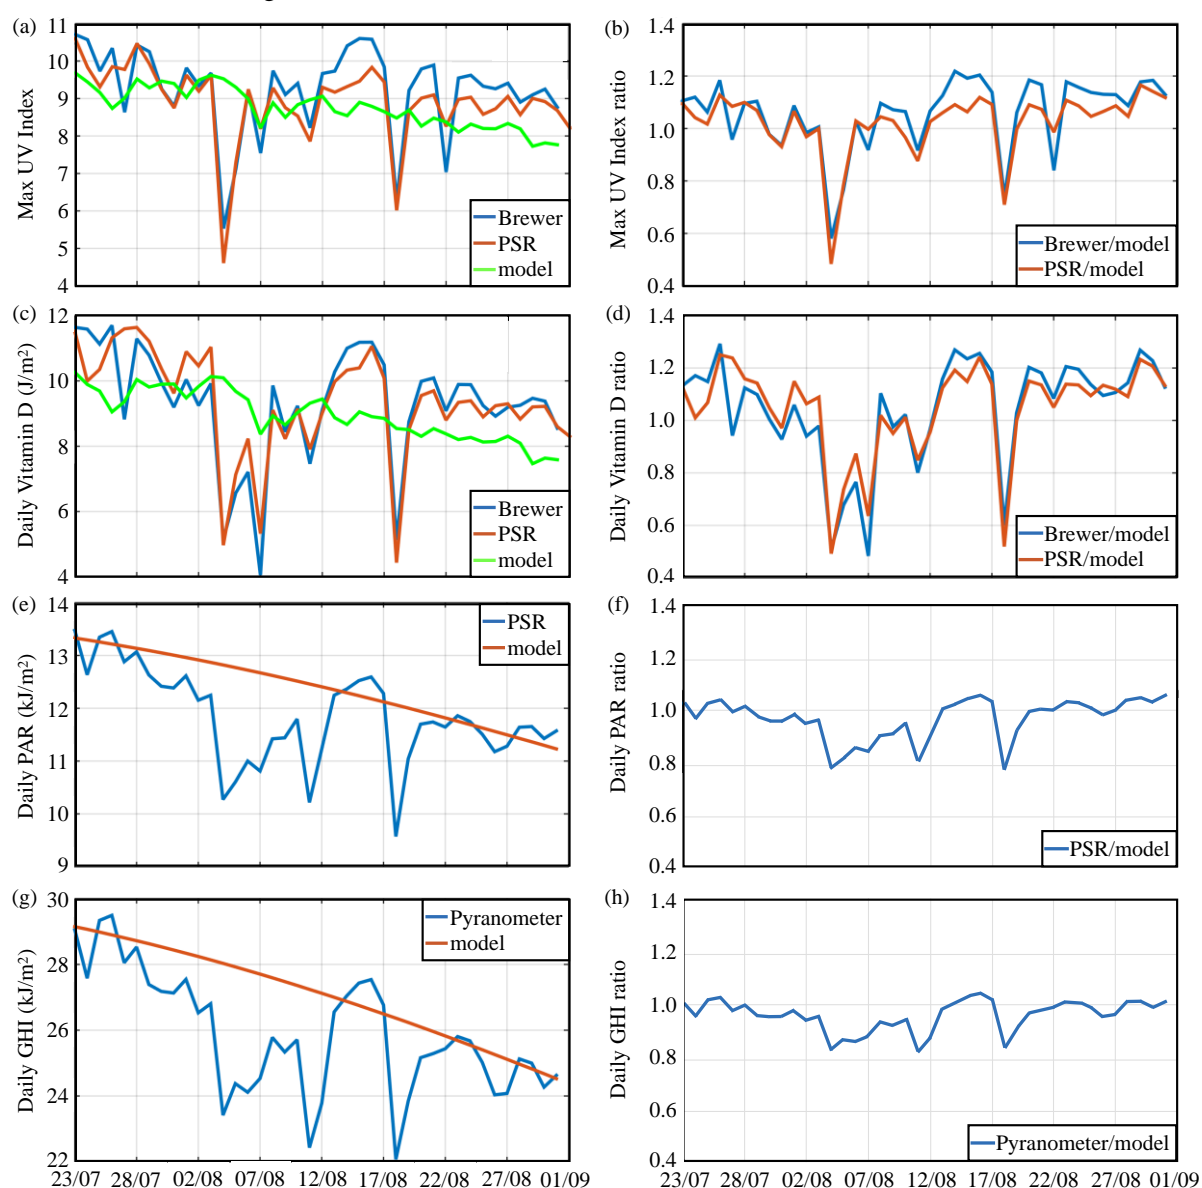 (a)
11
10
9
8
7
6
5
4
Max UV Index
Brewer
PSR
model
(b)
1.4
1.2
1.0
0.8
0.6
0.4
Max UV Index ratio
Brewer/model
PSR/model
(c)
12
10
8
6
4
Daily Vitamin D (J/m²)
Brewer
PSR
model
(d)
1.4
1.2
1.0
0.8
0.6
0.4
Daily Vitamin D ratio
Brewer/model
PSR/model
(e)
14
13
12
11
10
9
Daily PAR (kJ/m²)
PSR
model
(f)
1.4
1.2
1.0
0.8
0.6
0.4
Daily PAR ratio
PSR/model
(g)
30
28
26
24
22
Daily GHI (kJ/m²)
Pyranometer
model
23/07 28/07 02/08 07/08 12/08 17/08 22/08 27/08 01/09
(h)
1.4
1.2
1.0
0.8
0.6
0.4
Daily GHI ratio
Pyranometer/model
23/07 28/07 02/08 07/08 12/08 17/08 22/08 27/08 01/09